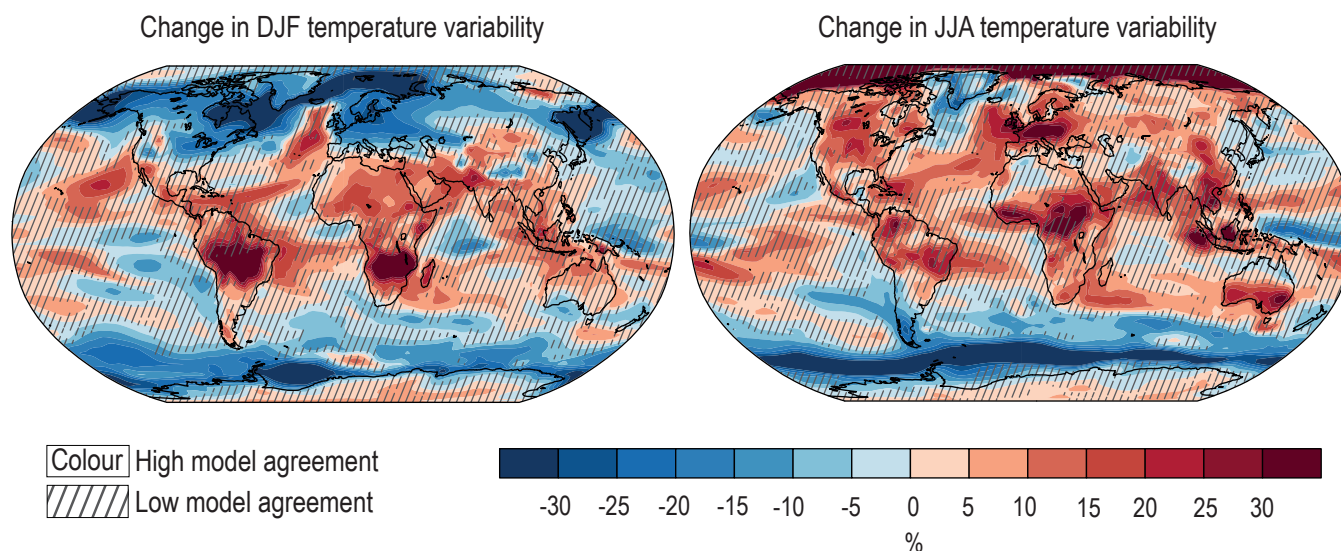 Change in DJF temperature variability
Change in JJA temperature variability
Colour High model agreement
Low model agreement
-30 -25 -20 -15 -10 -5 0 5 10 15 20 25 30
%